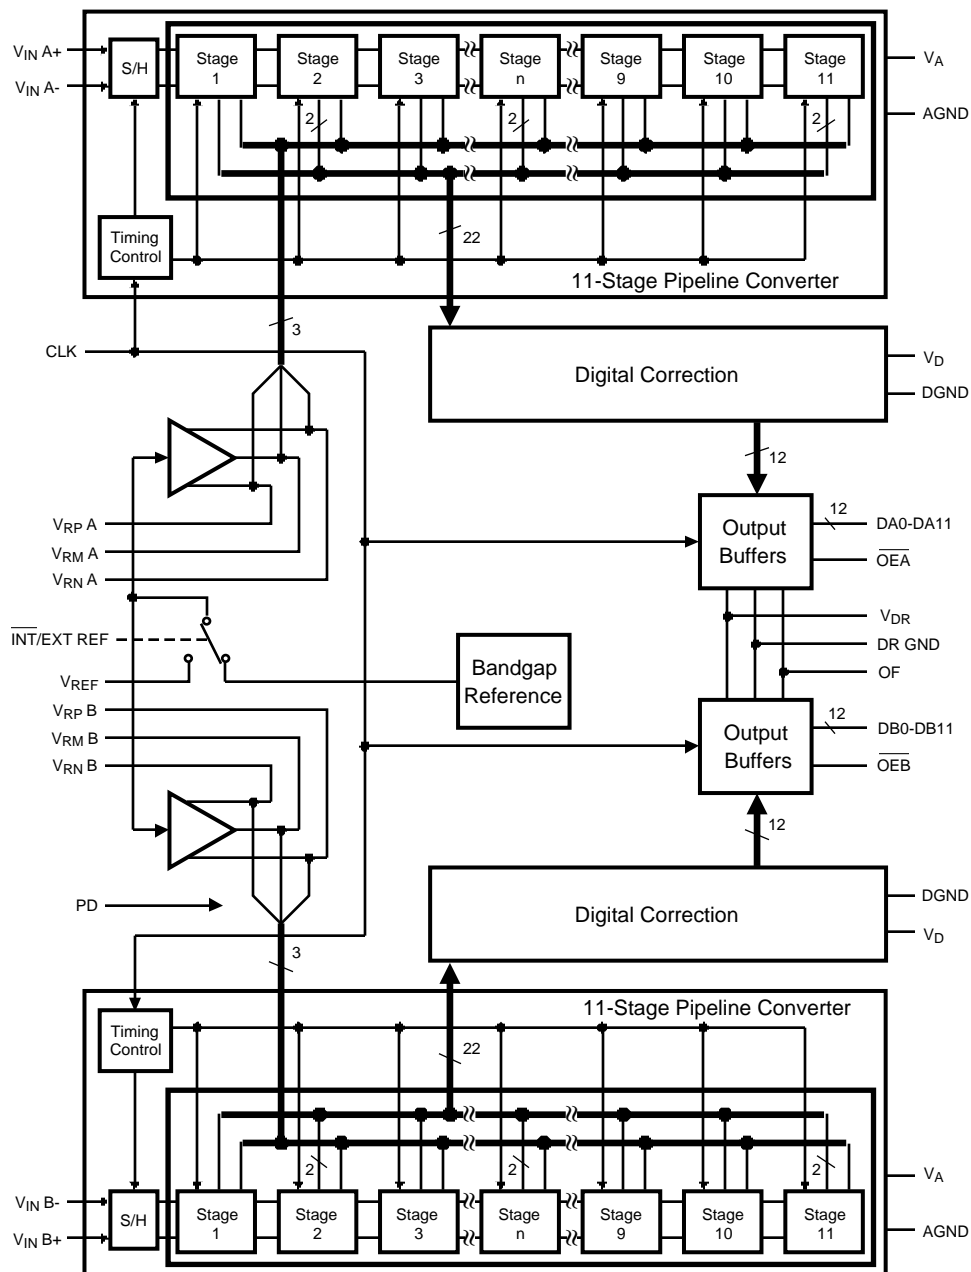 VIN A+
VIN A-
S/H
Stage 1
Stage 2
Stage 3
Stage n
Stage 9
Stage 10
Stage 11
VA
AGND
2
2
2
Timing Control
22
11-Stage Pipeline Converter
3
CLK
Digital Correction
VD
DGND
12
VRP A
VRM A
VRN A
Output Buffers
12
DA0-DA11
OEA
INT/EXT REF
VREF
Bandgap Reference
VDR
DR GND
OF
VRP B
VRM B
VRN B
Output Buffers
12
DB0-DB11
OEB
12
PD
Digital Correction
DGND
VD
3
11-Stage Pipeline Converter
Timing Control
22
2
2
2
VIN B-
VIN B+
S/H
Stage 1
Stage 2
Stage 3
Stage n
Stage 9
Stage 10
Stage 11
VA
AGND